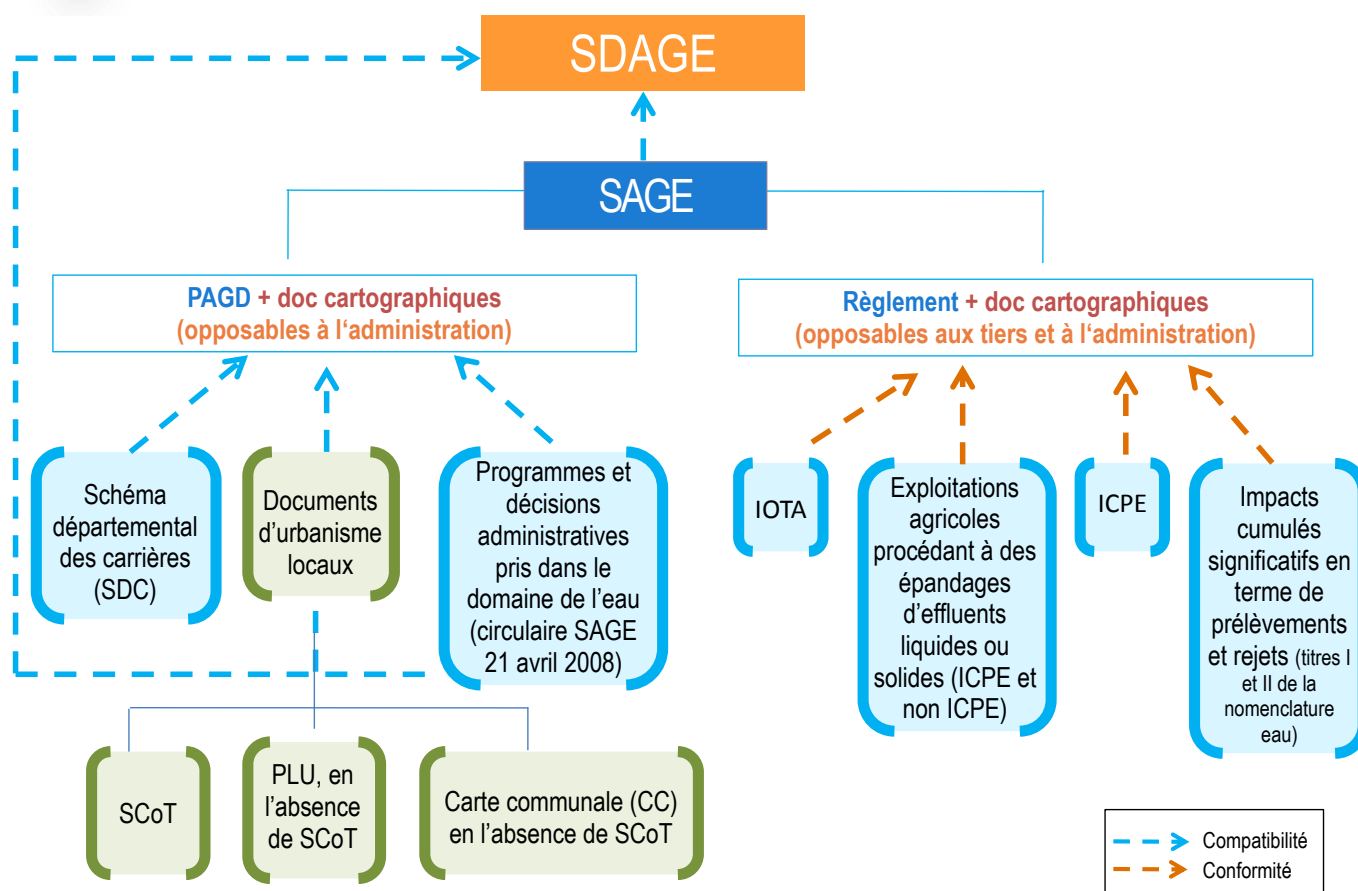 SDAGE
SAGE
PAGD + doc cartographiques
(opposables à l‘administration)
Règlement + doc cartographiques
(opposables aux tiers et à l‘administration)
Schéma
départemental
des carrières
(SDC)
Documents
d’urbanisme
locaux
Programmes et
décisions
administratives
pris dans le
domaine de l’eau
(circulaire SAGE
21 avril 2008)
IOTA
Exploitations
agricoles
procédant à des
épandages
d’effluents
liquides ou
solides (ICPE et
non ICPE)
ICPE
Impacts
cumulés
significatifs en
terme de
prélèvements
et rejets (titres I
et II de la
nomenclature
eau)
SCoT
PLU, en
l’absence
de SCoT
Carte communale (CC)
en l’absence de SCoT
Compatibilité
Conformité